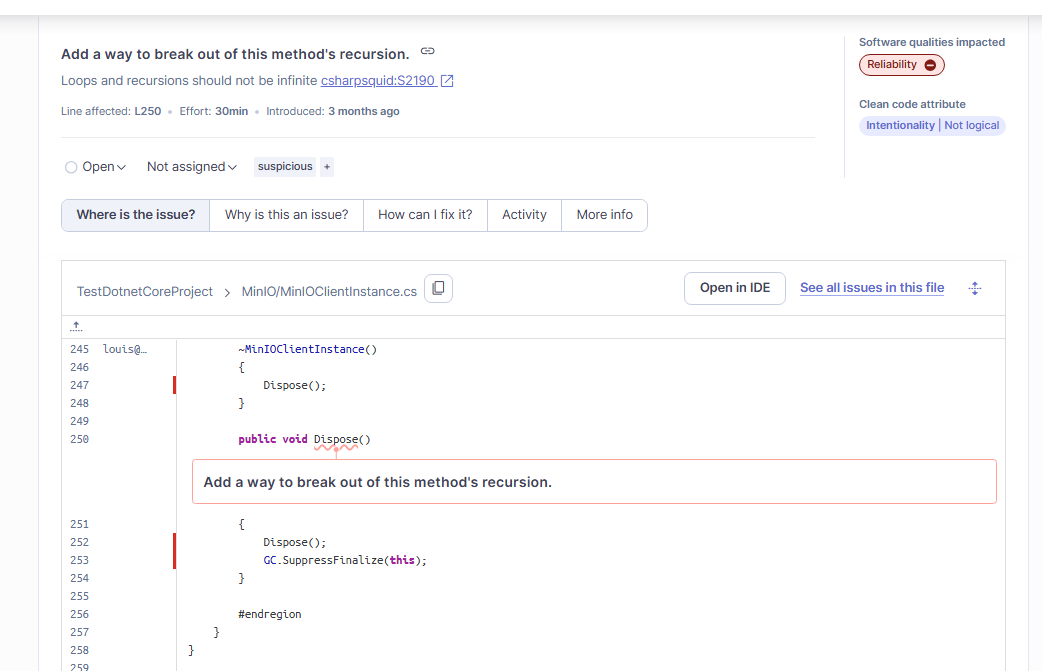 Add a way to break out of this method's recursion.
Loops and recursions should not be infinite csharpsquid:S2190
Line affected: L250 • Effort: 30min • Introduced: 3 months ago
Software qualities impacted
Reliability
Clean code attribute
Intentionality | Not logical
Open Not assigned suspicious +
Where is the issue? Why is this an issue? How can I fix it? Activity More info
TestDotnetCoreProject > MinIO/MinIOClientInstance.cs Open in IDE See all issues in this file
245 louis@… ~MinIOClientInstance()
246 {
247 Dispose();
248 }
249
250 public void Dispose()
Add a way to break out of this method's recursion.
251 {
252 Dispose();
253 GC.SuppressFinalize(this);
254 }
255
256 #endregion
257 }
258 }
259